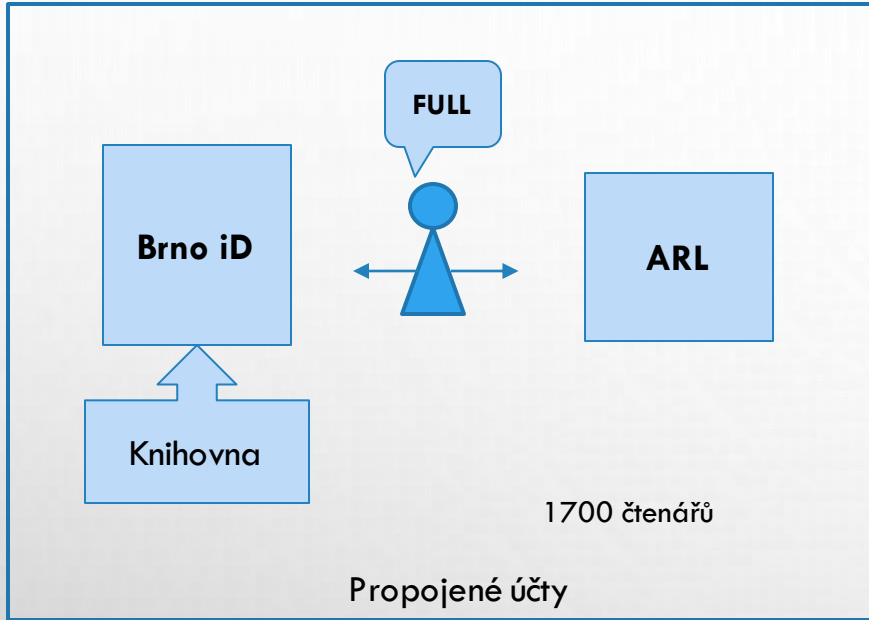 FULL
Brno iD
ARL
Knihovna
1700 čtenářů
Propojené účty